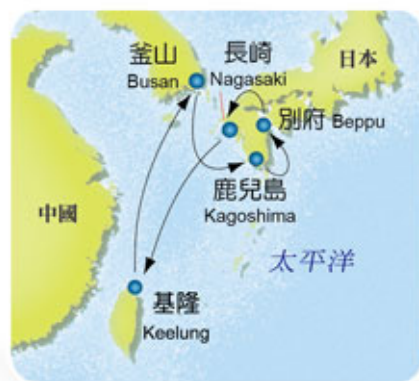 釜山
Busan
長崎
Nagasaki
日本
別府 Beppu
鹿兒島
Kagoshima
中國
太平洋
基隆
Keelung